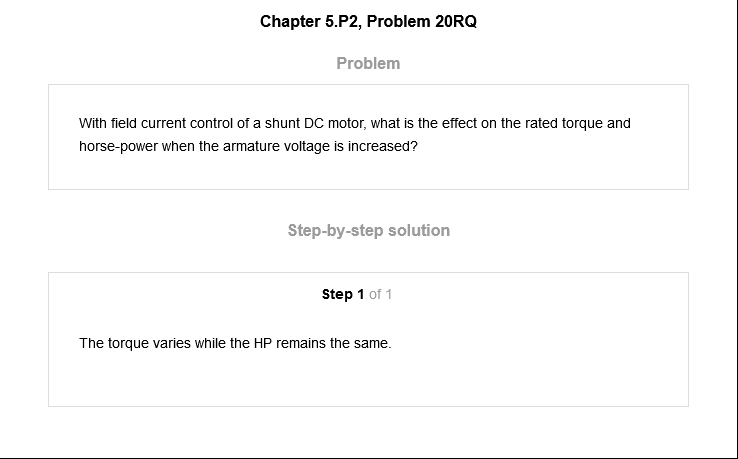 Chapter 5.P2, Problem 20RQ
Problem
With field current control of a shunt DC motor, what is the effect on the rated torque and
horse-power when the armature voltage is increased?
Step-by-step solution
Step 1 of 1
The torque varies while the HP remains the same.